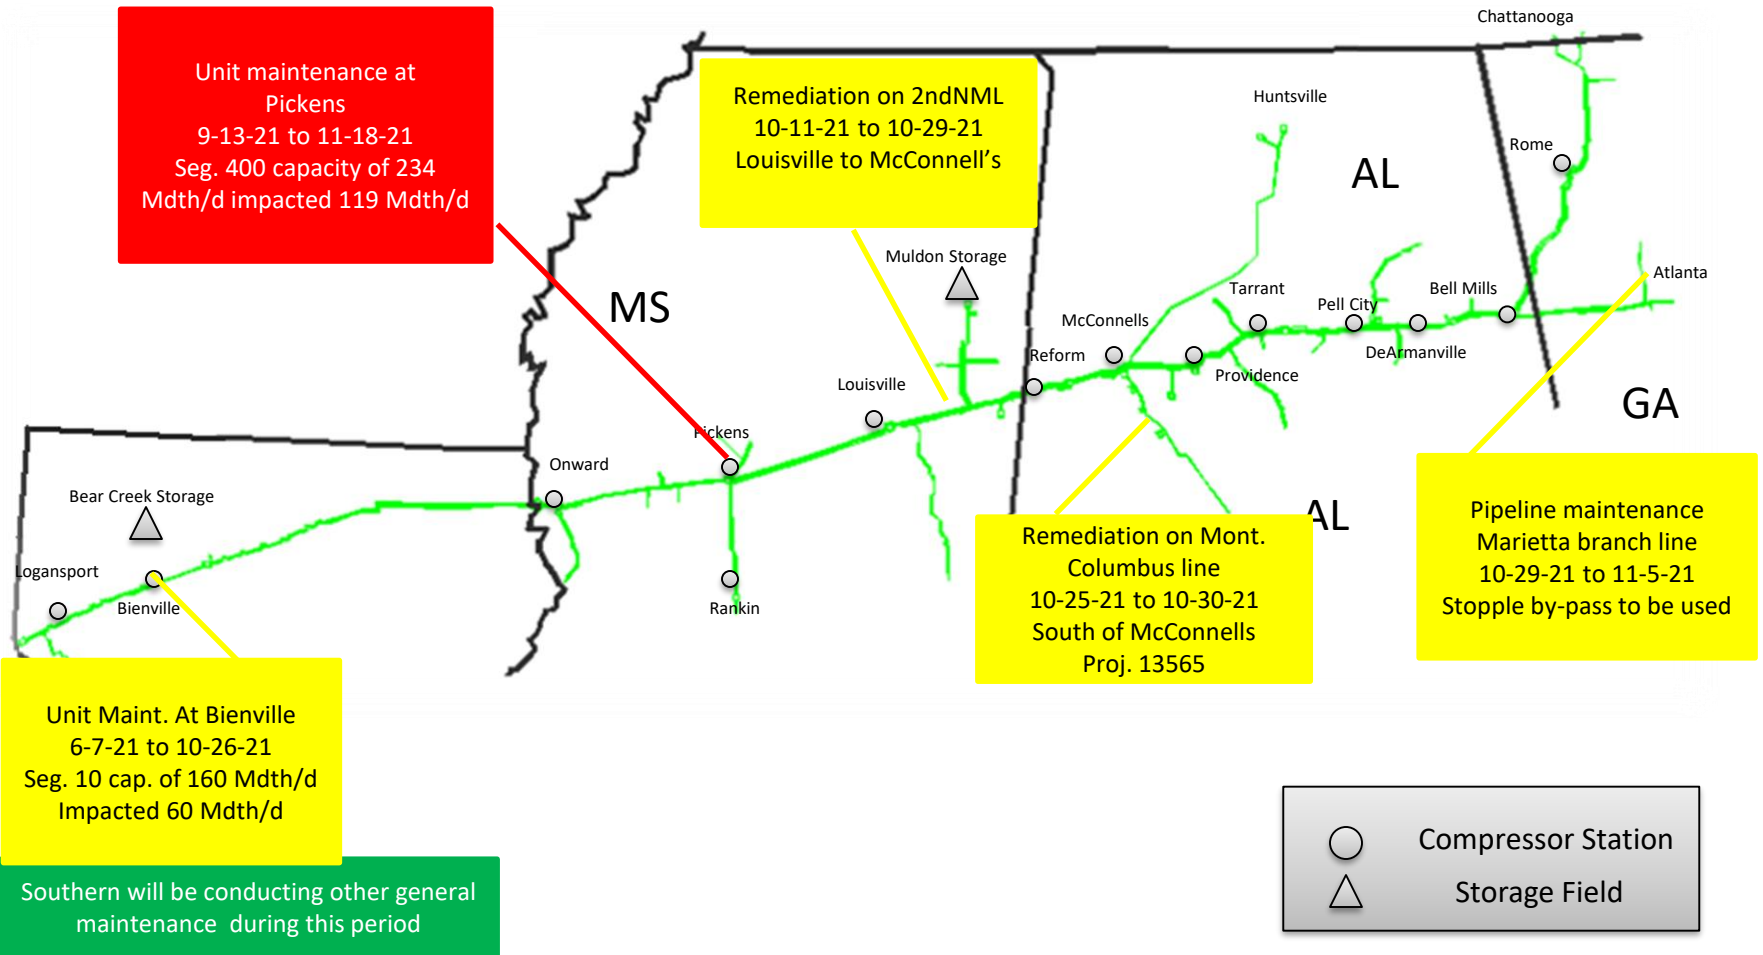 Chattanooga
Unit maintenance at
Pickens
9-13-21 to 11-18-21
Seg. 400 capacity of 234
Mdth/d impacted 119 Mdth/d
Remediation on 2ndNML
10-11-21 to 10-29-21
Louisville to McConnell’s
Huntsville
Rome
AL
Muldon Storage
MS
Atlanta
Tarrant
Bell Mills
Pell City
McConnells
Reform
DeArmanville
Providence
Louisville
GA
Pickens
Onward
Bear Creek Storage
Logansport
Bienville
Rankin
AL
Remediation on Mont.
Columbus line
10-25-21 to 10-30-21
South of McConnells
Proj. 13565
Pipeline maintenance
Marietta branch line
10-29-21 to 11-5-21
Stopple by-pass to be used
Unit Maint. At Bienville
6-7-21 to 10-26-21
Seg. 10 cap. of 160 Mdth/d
Impacted 60 Mdth/d
Southern will be conducting other general
maintenance during this period
Compressor Station
Storage Field